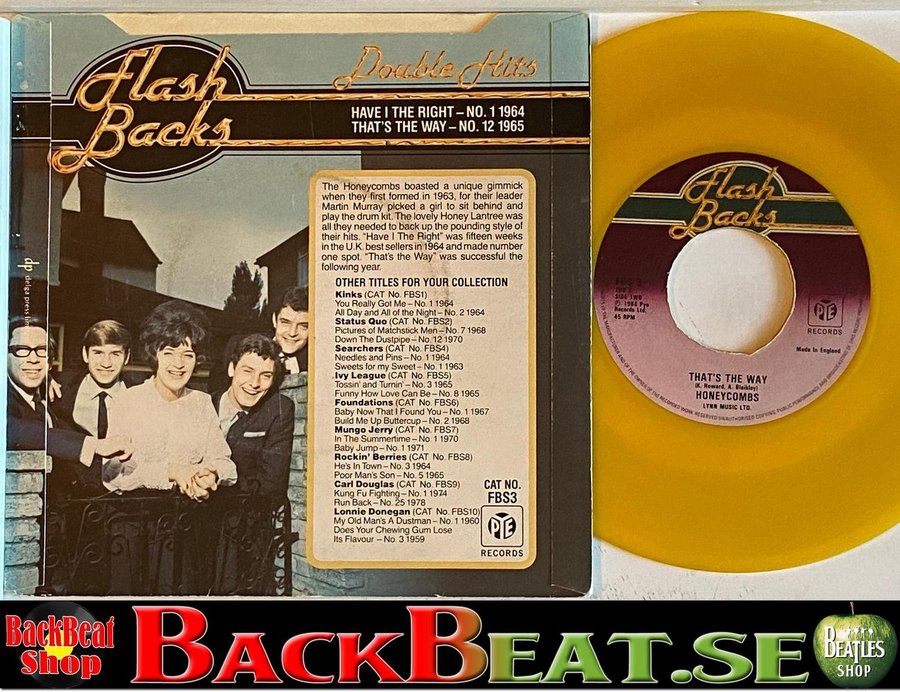 Flash
Backs
Double Hits
HAVE I THE RIGHT – NO. 1 1964
THAT'S THE WAY – NO. 12 1965
The Honeycombs boasted a unique gimmick
when they first formed in 1963, for their leader
Martin Murray picked a girl to sit behind and
play the drum kit. The lovely Honey Lantree was
all they needed to back up the pounding style of
their hits. "Have I The Right" was fifteen weeks
in the U.K. best sellers in 1964 and made number
one spot. "That's the Way" was successful the
following year.
OTHER TITLES FOR YOUR COLLECTION
Kinks (CAT No. FBS1)
You Really Got Me – No. 1 1964
All Day and All of the Night – No. 2 1964
Status Quo (CAT No. FBS2)
Pictures of Matchstick Men – No. 7 1968
Down The Dustpipe – No. 12 1970
Searchers (CAT No. FBS4)
Needles and Pins – No. 1 1964
Sweets for my Sweet – No. 1 1963
Ivy League (CAT No. FBS5)
Tossin' and Turnin' – No. 3 1965
Funny How Love Can Be – No. 8 1965
Foundations (CAT No. FBS6)
Baby Now That I Found You – No. 1 1967
Build Me Up Buttercup – No. 2 1968
Mungo Jerry (CAT No. FBS7)
In The Summertime – No. 1 1970
Baby Jump – No. 1 1971
Rockin' Berries (CAT No. FBS8)
He's In Town – No. 3 1964
Poor Man's Son – No. 5 1965
Carl Douglas (CAT No. FBS9)
Kung Fu Fighting – No. 1 1974
Run Back – No. 25 1978
Lonnie Donegan (CAT No. FBS10)
My Old Man's A Dustman – No. 1 1960
Does Your Chewing Gum Lose
Its Flavour – No. 3 1959
CAT NO.
FBS3
PYE
RECORDS
dp delga press
Flash
Backs
FBS 3
SIDE TWO
℗ 1964 Pye
Records Ltd.
45 RPM
PYE
RECORDS
Made in England
THAT'S THE WAY
(K. Howard, A. Blaikley)
HONEYCOMBS
LYNN MUSIC LTD.
BackBeat
Shop
BACKBEAT.SE
BEATLES
SHOP